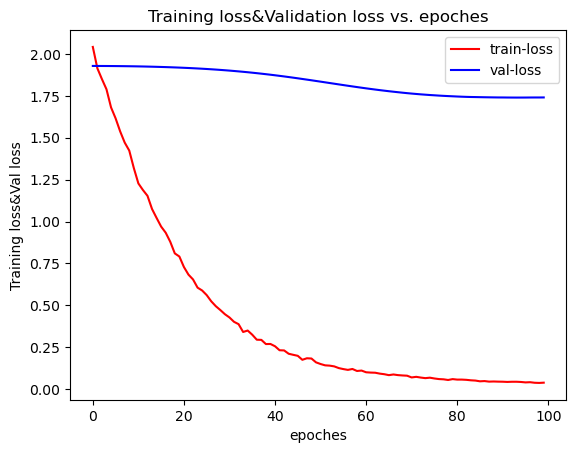 Training loss&Validation loss vs. epoches
train-loss
val-loss
Training loss&Val loss
2.00
1.75
1.50
1.25
1.00
0.75
0.50
0.25
0.00
0 20 40 60 80 100
epoches